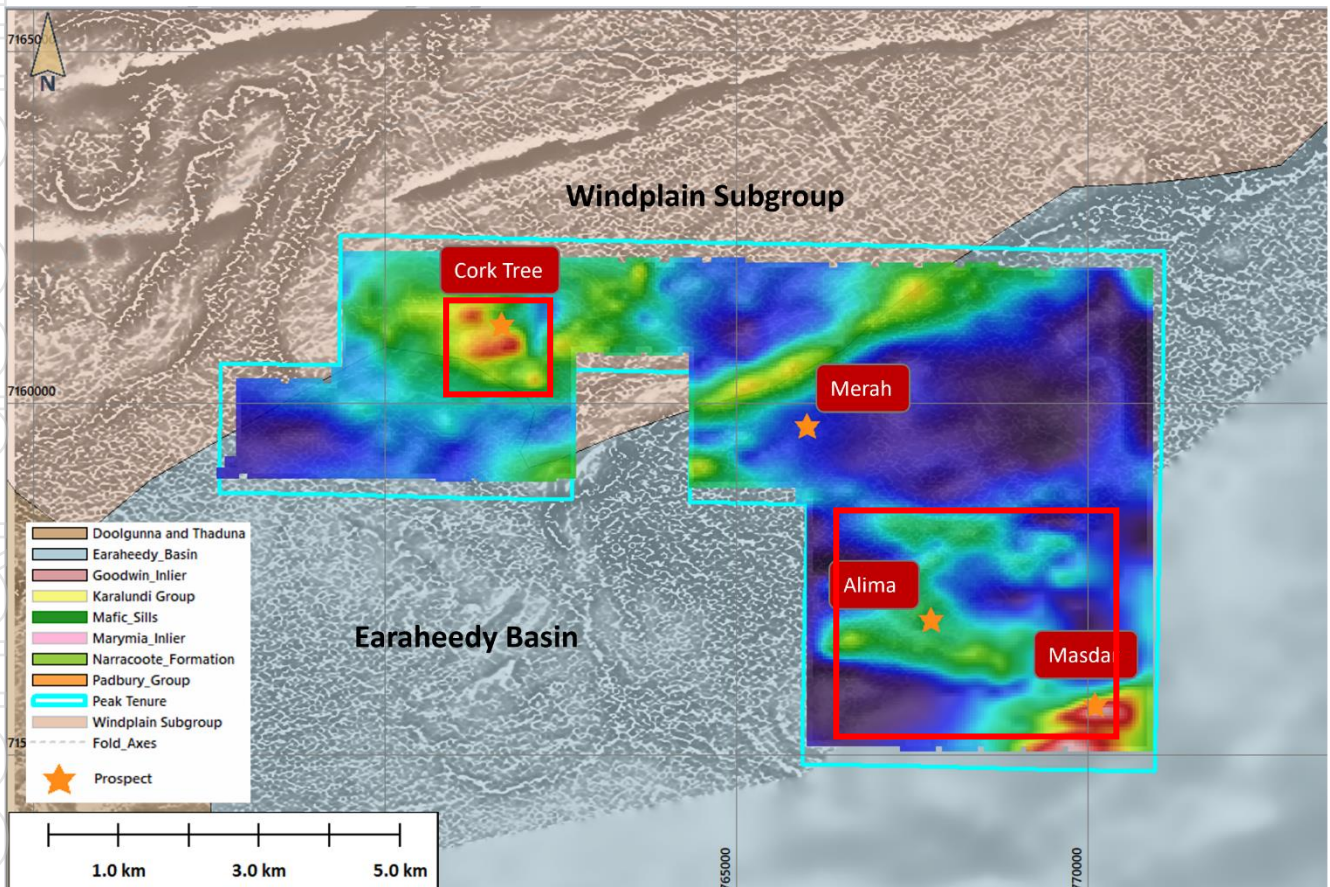 7165000
N
Windplain Subgroup
Cork Tree
7160000
Merah
Alima
Earaheedy Basin
Masda
Doolgunna and Thaduna
Earaheedy_Basin
Goodwin_Inlier
Karalundi Group
Mafic_Sills
Marymia_Inlier
Narracoote_Formation
Padbury_Group
Peak Tenure
Windplain Subgroup
Fold_Axes
Prospect
715
1.0 km 3.0 km 5.0 km
765000
770000